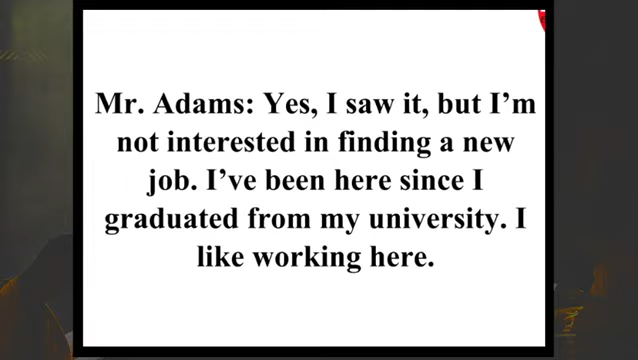 Mr. Adams: Yes, I saw it, but I'm
not interested in finding a new
job. I've been here since I
graduated from my university. I
like working here.